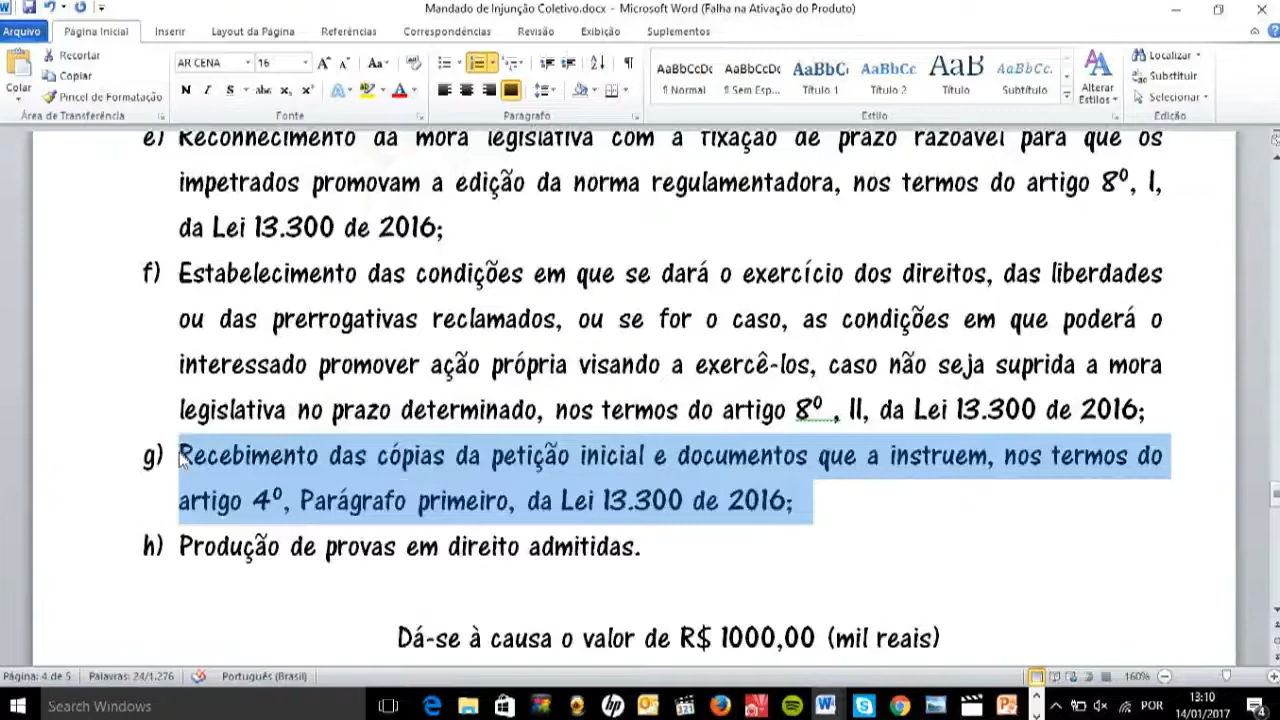 Mandado de Injunção Coletivo.docx - Microsoft Word (Falha na Ativação do Produto)
Arquivo Página Inicial Inserir Layout da Página Referências Correspondências Revisão Exibição Suplementos
Colar
Recortar
Copiar
Pincel de Formatação
Área de Transferência
AR CENA 16
Fonte
Parágrafo
AaBbCcDc AaBbCcDc AaBbC AaBbCc AaB AaBbCc.
¶ Normal ¶ Sem Esp... Título 1 Título 2 Título Subtítulo
Alterar Estilos
Estilo
Localizar
Substituir
Selecionar
Edição
e) Reconhecimento da mora legislativa com a fixação de prazo razoável para que os
impetrados promovam a edição da norma regulamentadora, nos termos do artigo 8º, I,
da Lei 13.300 de 2016;
f) Estabelecimento das condições em que se dará o exercício dos direitos, das liberdades
ou das prerrogativas reclamados, ou se for o caso, as condições em que poderá o
interessado promover ação própria visando a exercê-los, caso não seja suprida a mora
legislativa no prazo determinado, nos termos do artigo 8º , II, da Lei 13.300 de 2016;
g) Recebimento das cópias da petição inicial e documentos que a instruem, nos termos do
artigo 4º, Parágrafo primeiro, da Lei 13.300 de 2016;
h) Produção de provas em direito admitidas.
Dá-se à causa o valor de R$ 1000,00 (mil reais)
Página: 4 de 5 Palavras: 24/1.276 Português (Brasil) 160%
Search Windows
POR
13:10
14/01/2017